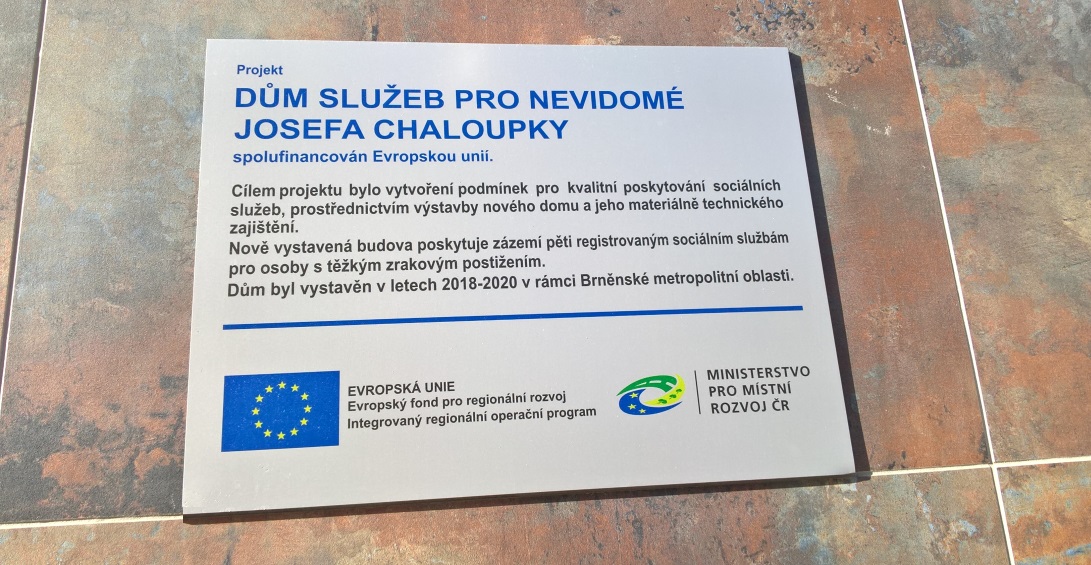 Projekt
DŮM SLUŽEB PRO NEVIDOMÉ
JOSEFA CHALOUPKY
spolufinancován Evropskou unií.
Cílem projektu bylo vytvoření podmínek pro kvalitní poskytování sociálních
služeb, prostřednictvím výstavby nového domu a jeho materiálně technického
zajištění.
Nově vystavená budova poskytuje zázemí pěti registrovaným sociálním službám
pro osoby s těžkým zrakovým postižením.
Dům byl vystavěn v letech 2018-2020 v rámci Brněnské metropolitní oblasti.
EVROPSKÁ UNIE
Evropský fond pro regionální rozvoj
Integrovaný regionální operační program
MINISTERSTVO
PRO MÍSTNÍ
ROZVOJ ČR